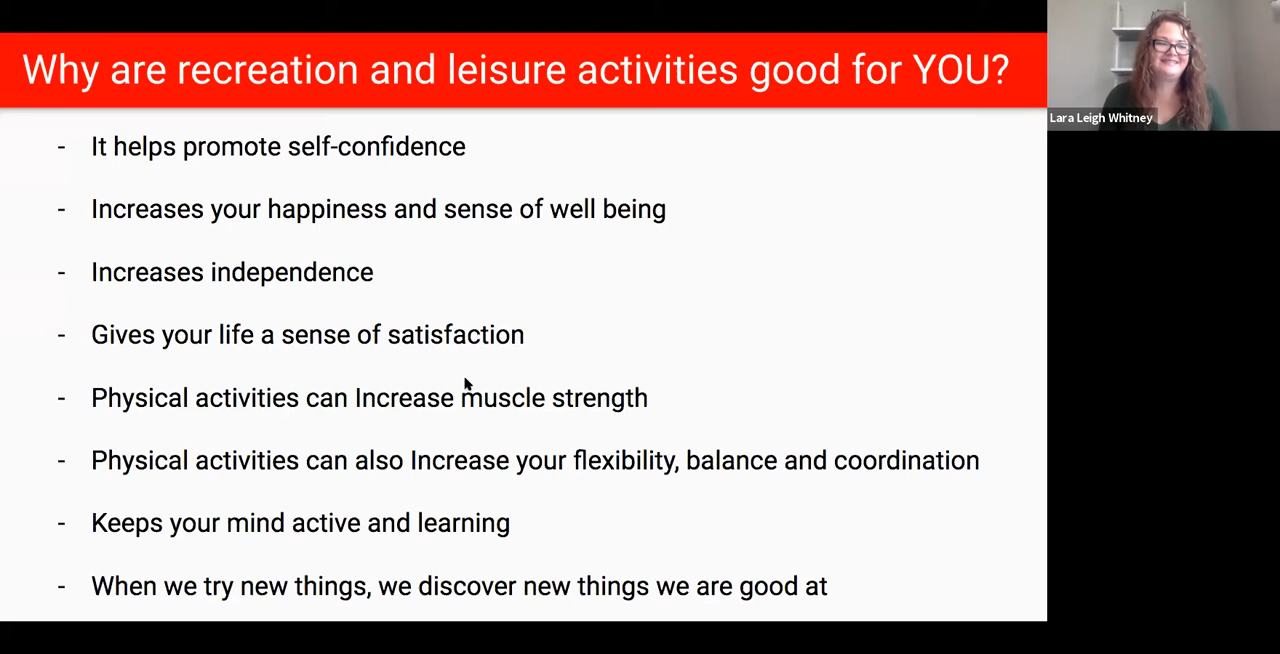 Why are recreation and leisure activities good for YOU?
Lara Leigh Whitney
- It helps promote self-confidence
- Increases your happiness and sense of well being
- Increases independence
- Gives your life a sense of satisfaction
- Physical activities can Increase muscle strength
- Physical activities can also Increase your flexibility, balance and coordination
- Keeps your mind active and learning
- When we try new things, we discover new things we are good at